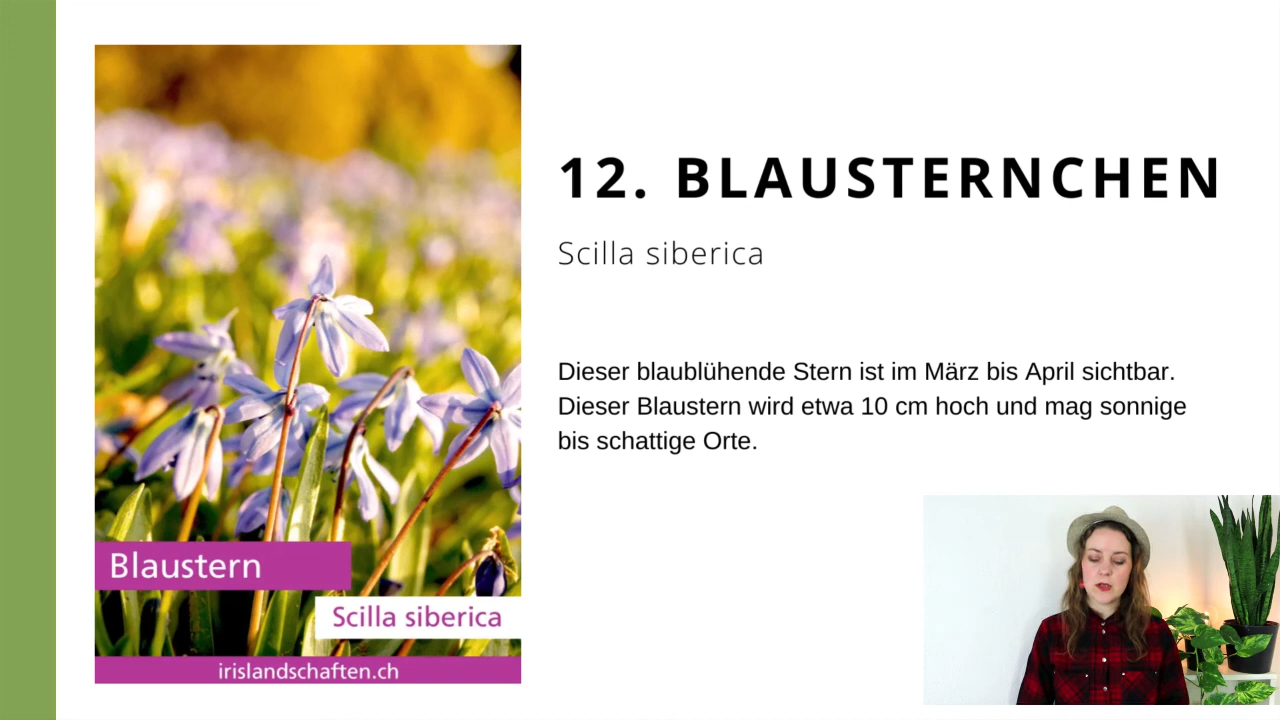 12. BLAUSTERNCHEN
Scilla siberica
Dieser blaublühende Stern ist im März bis April sichtbar.
Dieser Blaustern wird etwa 10 cm hoch und mag sonnige
bis schattige Orte.
Blaustern
Scilla siberica
irislandschaften.ch